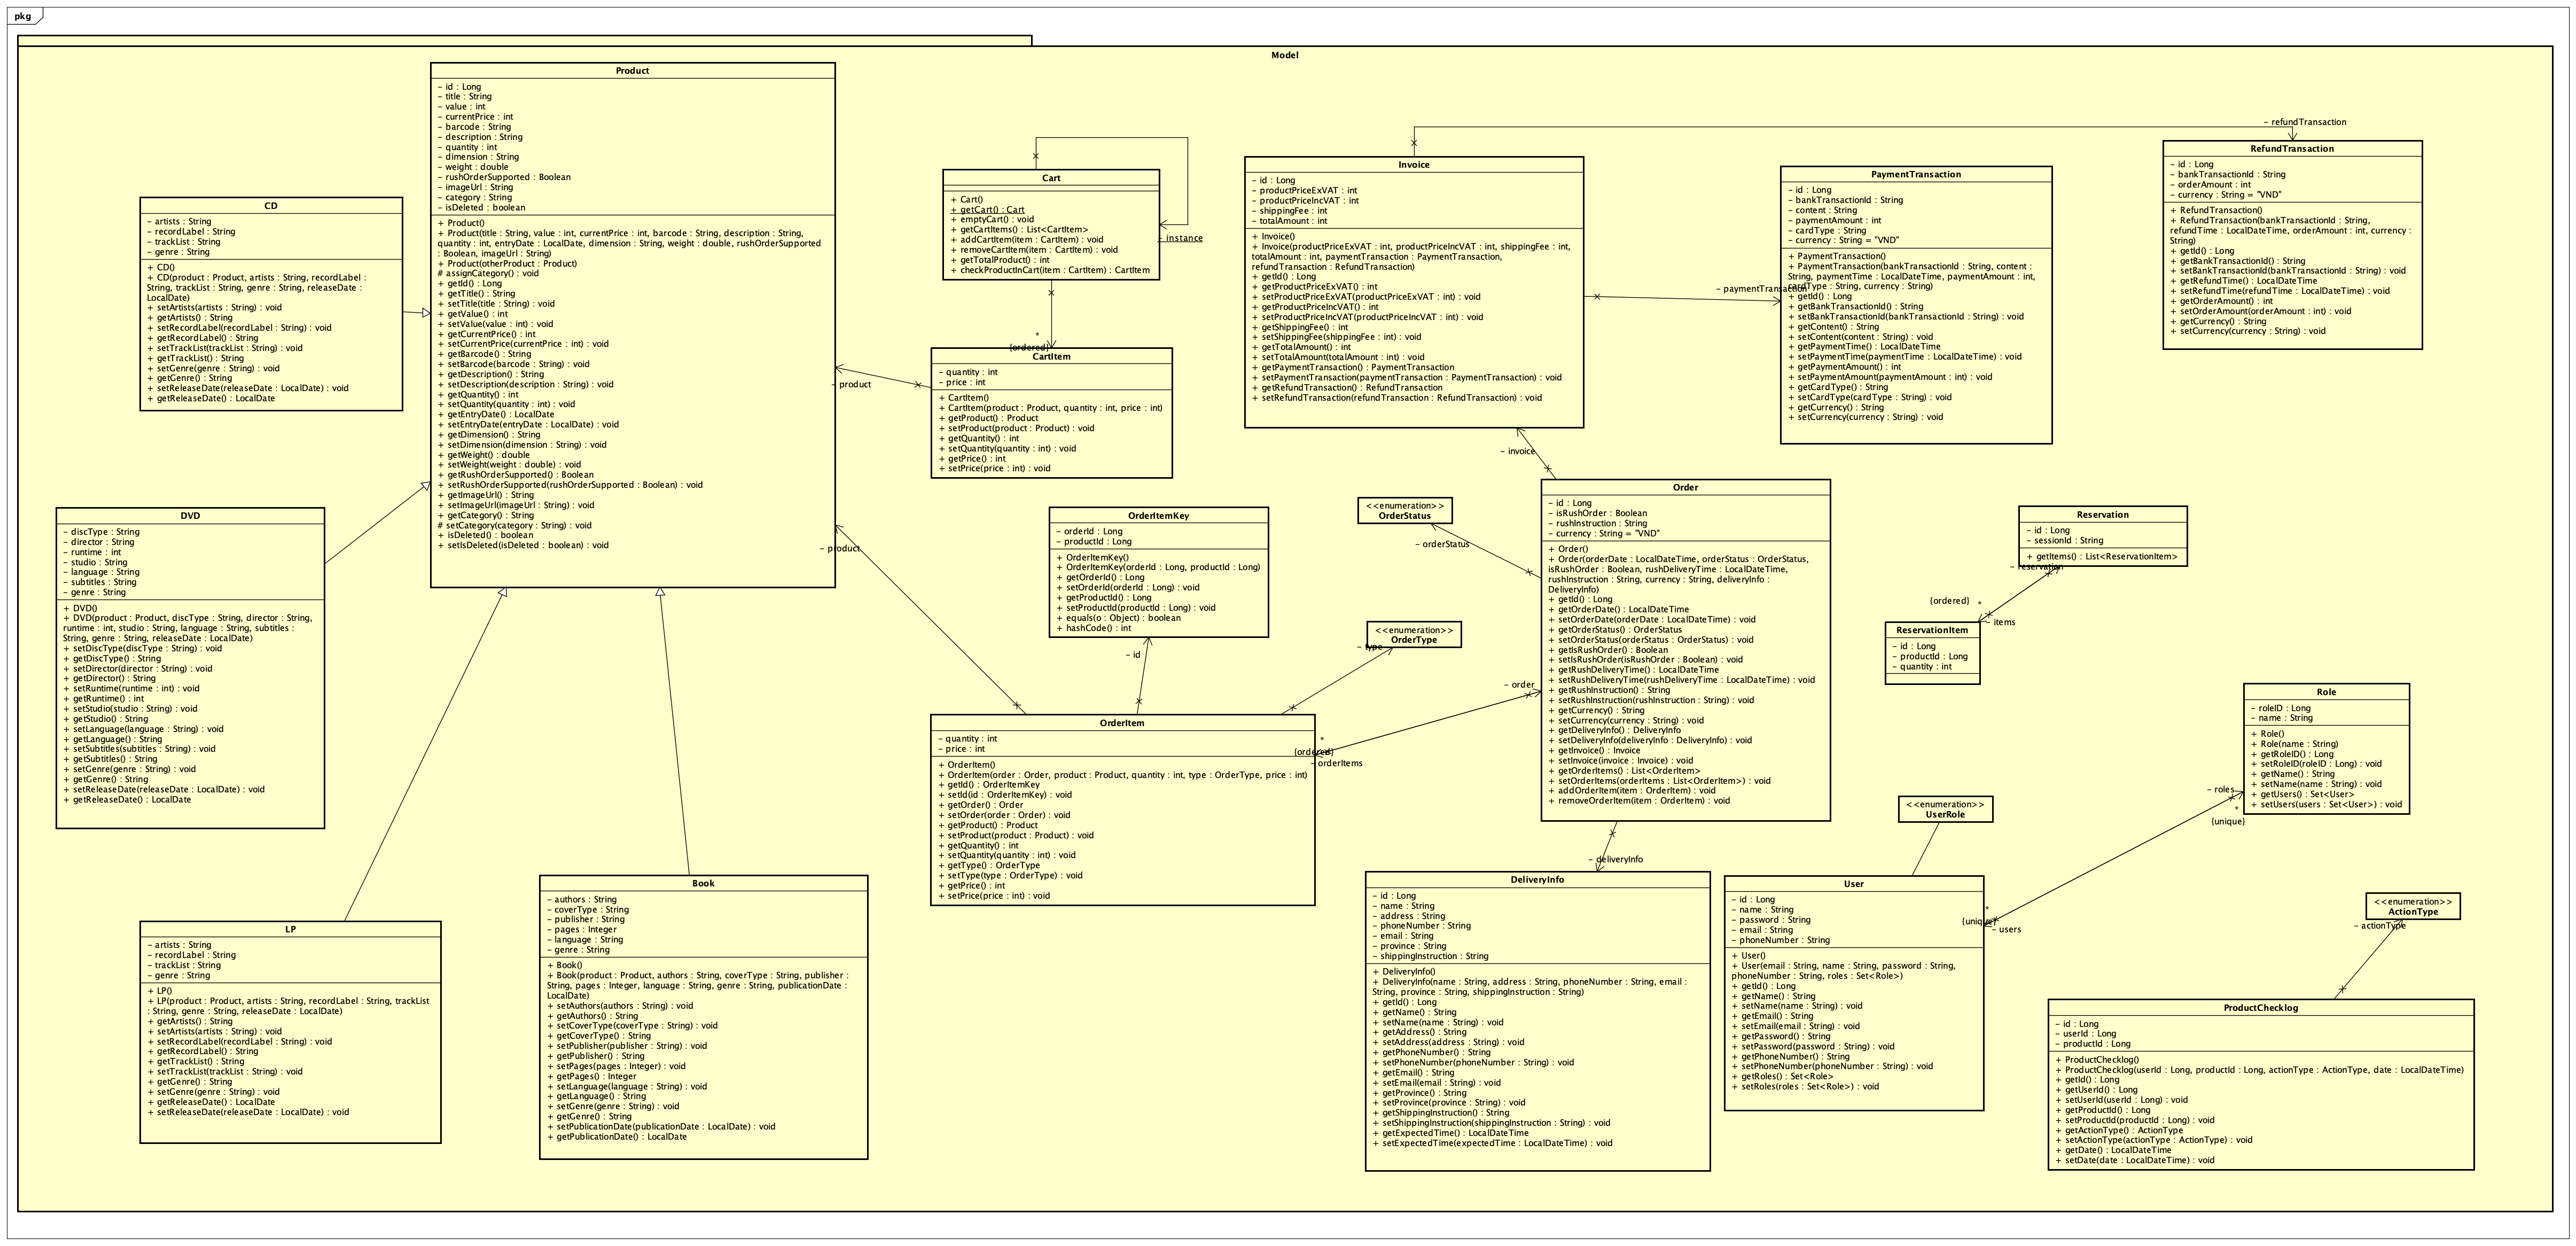 pkg
Model
Product
– id : Long
– title : String
– value : int
– currentPrice : int
– barcode : String
– description : String
– quantity : int
– dimension : String
– weight : double
– rushOrderSupported : Boolean
– imageUrl : String
– category : String
– isDeleted : boolean
+ Product()
+ Product(title : String, value : int, currentPrice : int, barcode : String, description : String,
quantity : int, entryDate : LocalDate, dimension : String, weight : double, rushOrderSupported
: Boolean, imageUrl : String)
+ Product(otherProduct : Product)
# assignCategory() : void
+ getId() : Long
+ getTitle() : String
+ setTitle(title : String) : void
+ getValue() : int
+ setValue(value : int) : void
+ getCurrentPrice() : int
+ setCurrentPrice(currentPrice : int) : void
+ getBarcode() : String
+ setBarcode(barcode : String) : void
+ getDescription() : String
+ setDescription(description : String) : void
+ getQuantity() : int
+ setQuantity(quantity : int) : void
+ getEntryDate() : LocalDate
+ setEntryDate(entryDate : LocalDate) : void
+ getDimension() : String
+ setDimension(dimension : String) : void
+ getWeight() : double
+ setWeight(weight : double) : void
+ getRushOrderSupported() : Boolean
+ setRushOrderSupported(rushOrderSupported : Boolean) : void
+ getImageUrl() : String
+ setImageUrl(imageUrl : String) : void
+ getCategory() : String
# setCategory(category : String) : void
+ isDeleted() : boolean
+ setIsDeleted(isDeleted : boolean) : void
CD
– artists : String
– recordLabel : String
– trackList : String
– genre : String
+ CD()
+ CD(product : Product, artists : String, recordLabel :
String, trackList : String, genre : String, releaseDate :
LocalDate)
+ setArtists(artists : String) : void
+ getArtists() : String
+ setRecordLabel(recordLabel : String) : void
+ getRecordLabel() : String
+ setTrackList(trackList : String) : void
+ getTrackList() : String
+ setGenre(genre : String) : void
+ getGenre() : String
+ setReleaseDate(releaseDate : LocalDate) : void
+ getReleaseDate() : LocalDate
DVD
– discType : String
– director : String
– runtime : int
– studio : String
– language : String
– subtitles : String
– genre : String
+ DVD()
+ DVD(product : Product, discType : String, director : String,
runtime : int, studio : String, language : String, subtitles :
String, genre : String, releaseDate : LocalDate)
+ setDiscType(discType : String) : void
+ getDiscType() : String
+ setDirector(director : String) : void
+ getDirector() : String
+ setRuntime(runtime : int) : void
+ getRuntime() : int
+ setStudio(studio : String) : void
+ getStudio() : String
+ setLanguage(language : String) : void
+ getLanguage() : String
+ setSubtitles(subtitles : String) : void
+ getSubtitles() : String
+ setGenre(genre : String) : void
+ getGenre() : String
+ setReleaseDate(releaseDate : LocalDate) : void
+ getReleaseDate() : LocalDate
LP
– artists : String
– recordLabel : String
– trackList : String
– genre : String
+ LP()
+ LP(product : Product, artists : String, recordLabel : String, trackList
: String, genre : String, releaseDate : LocalDate)
+ getArtists() : String
+ setArtists(artists : String) : void
+ setRecordLabel(recordLabel : String) : void
+ getRecordLabel() : String
+ getTrackList() : String
+ setTrackList(trackList : String) : void
+ getGenre() : String
+ setGenre(genre : String) : void
+ getReleaseDate() : LocalDate
+ setReleaseDate(releaseDate : LocalDate) : void
Book
– authors : String
– coverType : String
– publisher : String
– pages : Integer
– language : String
– genre : String
+ Book()
+ Book(product : Product, authors : String, coverType : String, publisher :
String, pages : Integer, language : String, genre : String, publicationDate :
LocalDate)
+ setAuthors(authors : String) : void
+ getAuthors() : String
+ setCoverType(coverType : String) : void
+ getCoverType() : String
+ setPublisher(publisher : String) : void
+ getPublisher() : String
+ setPages(pages : Integer) : void
+ getPages() : Integer
+ setLanguage(language : String) : void
+ getLanguage() : String
+ setGenre(genre : String) : void
+ getGenre() : String
+ setPublicationDate(publicationDate : LocalDate) : void
+ getPublicationDate() : LocalDate
Cart
+ Cart()
+ getCart() : Cart
+ emptyCart() : void
+ getCartItems() : List<CartItem>
+ addCartItem(item : CartItem) : void
+ removeCartItem(item : CartItem) : void
+ getTotalProduct() : int
+ checkProductInCart(item : CartItem) : CartItem
– instance
*
{ordered}
CartItem
– quantity : int
– price : int
+ CartItem()
+ CartItem(product : Product, quantity : int, price : int)
+ getProduct() : Product
+ setProduct(product : Product) : void
+ getQuantity() : int
+ setQuantity(quantity : int) : void
+ getPrice() : int
+ setPrice(price : int) : void
– product
OrderItemKey
– orderId : Long
– productId : Long
+ OrderItemKey()
+ OrderItemKey(orderId : Long, productId : Long)
+ getOrderId() : Long
+ setOrderId(orderId : Long) : void
+ getProductId() : Long
+ setProductId(productId : Long) : void
+ equals(o : Object) : boolean
+ hashCode() : int
– product
– id
– type
OrderItem
– quantity : int
– price : int
+ OrderItem()
+ OrderItem(order : Order, product : Product, quantity : int, type : OrderType, price : int)
+ getId() : OrderItemKey
+ setId(id : OrderItemKey) : void
+ getOrder() : Order
+ setOrder(order : Order) : void
+ getProduct() : Product
+ setProduct(product : Product) : void
+ getQuantity() : int
+ setQuantity(quantity : int) : void
+ getType() : OrderType
+ setType(type : OrderType) : void
+ getPrice() : int
+ setPrice(price : int) : void
*
{ordered}
– orderItems
– order
<<enumeration>>
OrderType
<<enumeration>>
OrderStatus
– orderStatus
Invoice
– id : Long
– productPriceExVAT : int
– productPriceIncVAT : int
– shippingFee : int
– totalAmount : int
+ Invoice()
+ Invoice(productPriceExVAT : int, productPriceIncVAT : int, shippingFee : int,
totalAmount : int, paymentTransaction : PaymentTransaction,
refundTransaction : RefundTransaction)
+ getId() : Long
+ getProductPriceExVAT() : int
+ setProductPriceExVAT(productPriceExVAT : int) : void
+ getProductPriceIncVAT() : int
+ setProductPriceIncVAT(productPriceIncVAT : int) : void
+ getShippingFee() : int
+ setShippingFee(shippingFee : int) : void
+ getTotalAmount() : int
+ setTotalAmount(totalAmount : int) : void
+ getPaymentTransaction() : PaymentTransaction
+ setPaymentTransaction(paymentTransaction : PaymentTransaction) : void
+ getRefundTransaction() : RefundTransaction
+ setRefundTransaction(refundTransaction : RefundTransaction) : void
– invoice
– paymentTransaction
– refundTransaction
PaymentTransaction
– id : Long
– bankTransactionId : String
– content : String
– paymentAmount : int
– cardType : String
– currency : String = "VND"
+ PaymentTransaction()
+ PaymentTransaction(bankTransactionId : String, content :
String, paymentTime : LocalDateTime, paymentAmount : int,
cardType : String, currency : String)
+ getId() : Long
+ getBankTransactionId() : String
+ setBankTransactionId(bankTransactionId : String) : void
+ getContent() : String
+ setContent(content : String) : void
+ getPaymentTime() : LocalDateTime
+ setPaymentTime(paymentTime : LocalDateTime) : void
+ getPaymentAmount() : int
+ setPaymentAmount(paymentAmount : int) : void
+ getCardType() : String
+ setCardType(cardType : String) : void
+ getCurrency() : String
+ setCurrency(currency : String) : void
RefundTransaction
– id : Long
– bankTransactionId : String
– orderAmount : int
– currency : String = "VND"
+ RefundTransaction()
+ RefundTransaction(bankTransactionId : String,
refundTime : LocalDateTime, orderAmount : int, currency :
String)
+ getId() : Long
+ getBankTransactionId() : String
+ setBankTransactionId(bankTransactionId : String) : void
+ getRefundTime() : LocalDateTime
+ setRefundTime(refundTime : LocalDateTime) : void
+ getOrderAmount() : int
+ setOrderAmount(orderAmount : int) : void
+ getCurrency() : String
+ setCurrency(currency : String) : void
Order
– id : Long
– isRushOrder : Boolean
– rushInstruction : String
– currency : String = "VND"
+ Order()
+ Order(orderDate : LocalDateTime, orderStatus : OrderStatus,
isRushOrder : Boolean, rushDeliveryTime : LocalDateTime,
rushInstruction : String, currency : String, deliveryInfo :
DeliveryInfo)
+ getId() : Long
+ getOrderDate() : LocalDateTime
+ setOrderDate(orderDate : LocalDateTime) : void
+ getOrderStatus() : OrderStatus
+ setOrderStatus(orderStatus : OrderStatus) : void
+ getIsRushOrder() : Boolean
+ setIsRushOrder(isRushOrder : Boolean) : void
+ getRushDeliveryTime() : LocalDateTime
+ setRushDeliveryTime(rushDeliveryTime : LocalDateTime) : void
+ getRushInstruction() : String
+ setRushInstruction(rushInstruction : String) : void
+ getCurrency() : String
+ setCurrency(currency : String) : void
+ getDeliveryInfo() : DeliveryInfo
+ setDeliveryInfo(deliveryInfo : DeliveryInfo) : void
+ getInvoice() : Invoice
+ setInvoice(invoice : Invoice) : void
+ getOrderItems() : List<OrderItem>
+ setOrderItems(orderItems : List<OrderItem>) : void
+ addOrderItem(item : OrderItem) : void
+ removeOrderItem(item : OrderItem) : void
– deliveryInfo
DeliveryInfo
– id : Long
– name : String
– address : String
– phoneNumber : String
– email : String
– province : String
– shippingInstruction : String
+ DeliveryInfo()
+ DeliveryInfo(name : String, address : String, phoneNumber : String, email :
String, province : String, shippingInstruction : String)
+ getId() : Long
+ getName() : String
+ setName(name : String) : void
+ getAddress() : String
+ setAddress(address : String) : void
+ getPhoneNumber() : String
+ setPhoneNumber(phoneNumber : String) : void
+ getEmail() : String
+ setEmail(email : String) : void
+ getProvince() : String
+ setProvince(province : String) : void
+ getShippingInstruction() : String
+ setShippingInstruction(shippingInstruction : String) : void
+ getExpectedTime() : LocalDateTime
+ setExpectedTime(expectedTime : LocalDateTime) : void
Reservation
– id : Long
– sessionId : String
+ getItems() : List<ReservationItem>
– reservation
{ordered} *
– items
ReservationItem
– id : Long
– productId : Long
– quantity : int
<<enumeration>>
UserRole
User
– id : Long
– name : String
– password : String
– email : String
– phoneNumber : String
+ User()
+ User(email : String, name : String, password : String,
phoneNumber : String, roles : Set<Role>)
+ getId() : Long
+ getName() : String
+ setName(name : String) : void
+ getEmail() : String
+ setEmail(email : String) : void
+ getPassword() : String
+ setPassword(password : String) : void
+ getPhoneNumber() : String
+ setPhoneNumber(phoneNumber : String) : void
+ getRoles() : Set<Role>
+ setRoles(roles : Set<Role>) : void
*
{unique}
– users
Role
– roleID : Long
– name : String
+ Role()
+ Role(name : String)
+ getRoleID() : Long
+ setRoleID(roleID : Long) : void
+ getName() : String
+ setName(name : String) : void
+ getUsers() : Set<User>
+ setUsers(users : Set<User>) : void
– roles
*
{unique}
<<enumeration>>
ActionType
– actionType
ProductChecklog
– id : Long
– userId : Long
– productId : Long
+ ProductChecklog()
+ ProductChecklog(userId : Long, productId : Long, actionType : ActionType, date : LocalDateTime)
+ getId() : Long
+ getUserId() : Long
+ setUserId(userId : Long) : void
+ getProductId() : Long
+ setProductId(productId : Long) : void
+ getActionType() : ActionType
+ setActionType(actionType : ActionType) : void
+ getDate() : LocalDateTime
+ setDate(date : LocalDateTime) : void